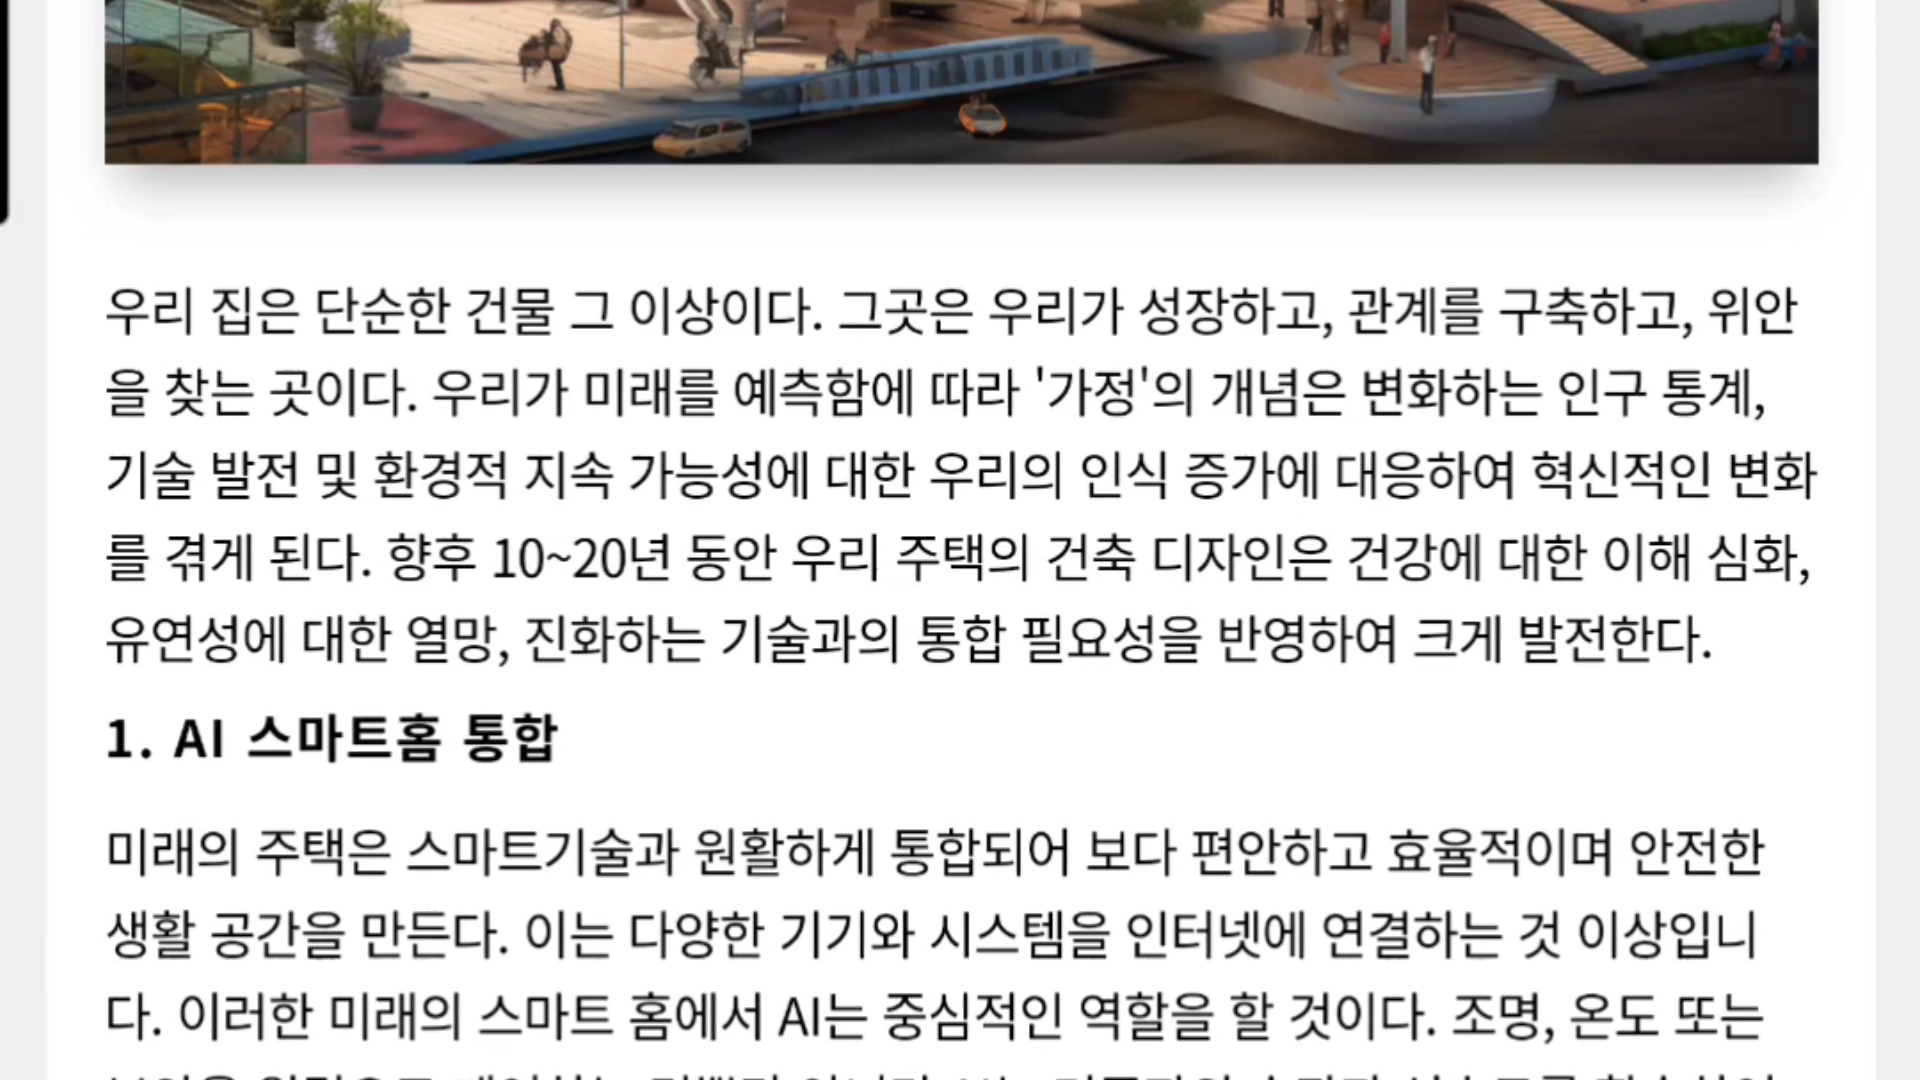 우리 집은 단순한 건물 그 이상이다. 그곳은 우리가 성장하고, 관계를 구축하고, 위안
을 찾는 곳이다. 우리가 미래를 예측함에 따라 '가정'의 개념은 변화하는 인구 통계,
기술 발전 및 환경적 지속 가능성에 대한 우리의 인식 증가에 대응하여 혁신적인 변화
를 겪게 된다. 향후 10~20년 동안 우리 주택의 건축 디자인은 건강에 대한 이해 심화,
유연성에 대한 열망, 진화하는 기술과의 통합 필요성을 반영하여 크게 발전한다.
1. AI 스마트홈 통합
미래의 주택은 스마트기술과 원활하게 통합되어 보다 편안하고 효율적이며 안전한
생활 공간을 만든다. 이는 다양한 기기와 시스템을 인터넷에 연결하는 것 이상입니
다. 이러한 미래의 스마트 홈에서 AI는 중심적인 역할을 할 것이다. 조명, 온도 또는